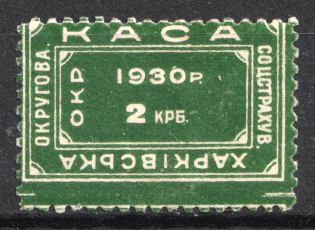 КАСА
ОКРУГОВА
СОЦСТРАХУВ.
ОКР
1930 р.
2 КРБ.
ХАРКІВСЬКА